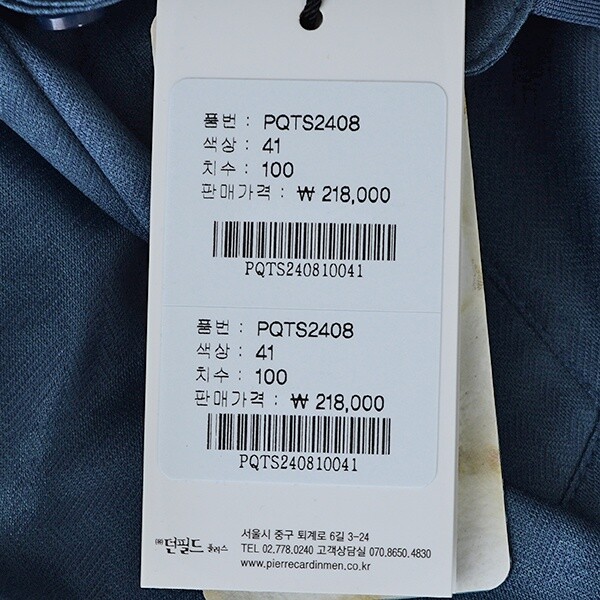 품번 : PQTS2408
색상 : 41
치수 : 100
판매가격 : ₩ 218,000
PQTS240810041
품번 : PQTS2408
색상 : 41
치수 : 100
판매가격 : ₩ 218,000
PQTS240810041
㈜던필드 플러스
서울시 중구 퇴계로 6길 3-24
TEL 02.778.0240 고객상담실 070.8650.4830
www.pierrecardinmen.co.kr